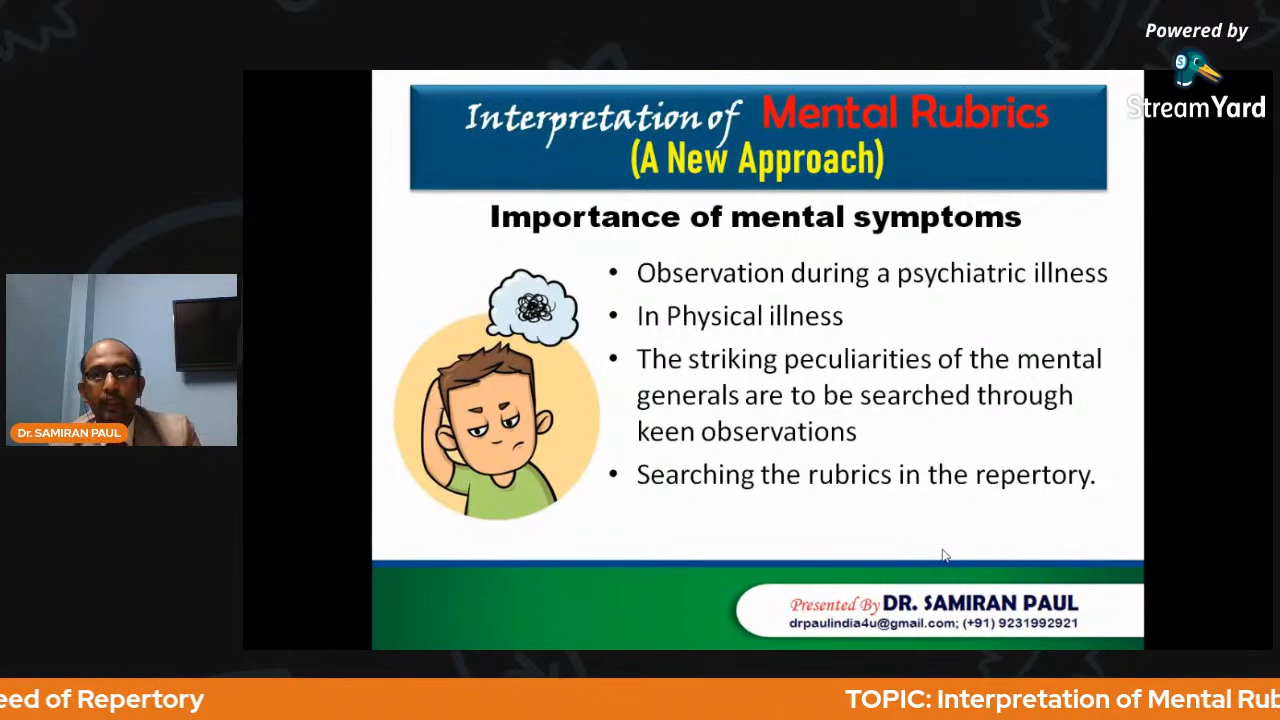 Powered by
StreamYard
Interpretation of Mental Rubrics
(A New Approach)
Importance of mental symptoms
• Observation during a psychiatric illness
• In Physical illness
• The striking peculiarities of the mental
generals are to be searched through
keen observations
• Searching the rubrics in the repertory.
Dr. SAMIRAN PAUL
Presented By DR. SAMIRAN PAUL
drpaulindia4u@gmail.com; (+91) 9231992921
eed of Repertory TOPIC: Interpretation of Mental Rub